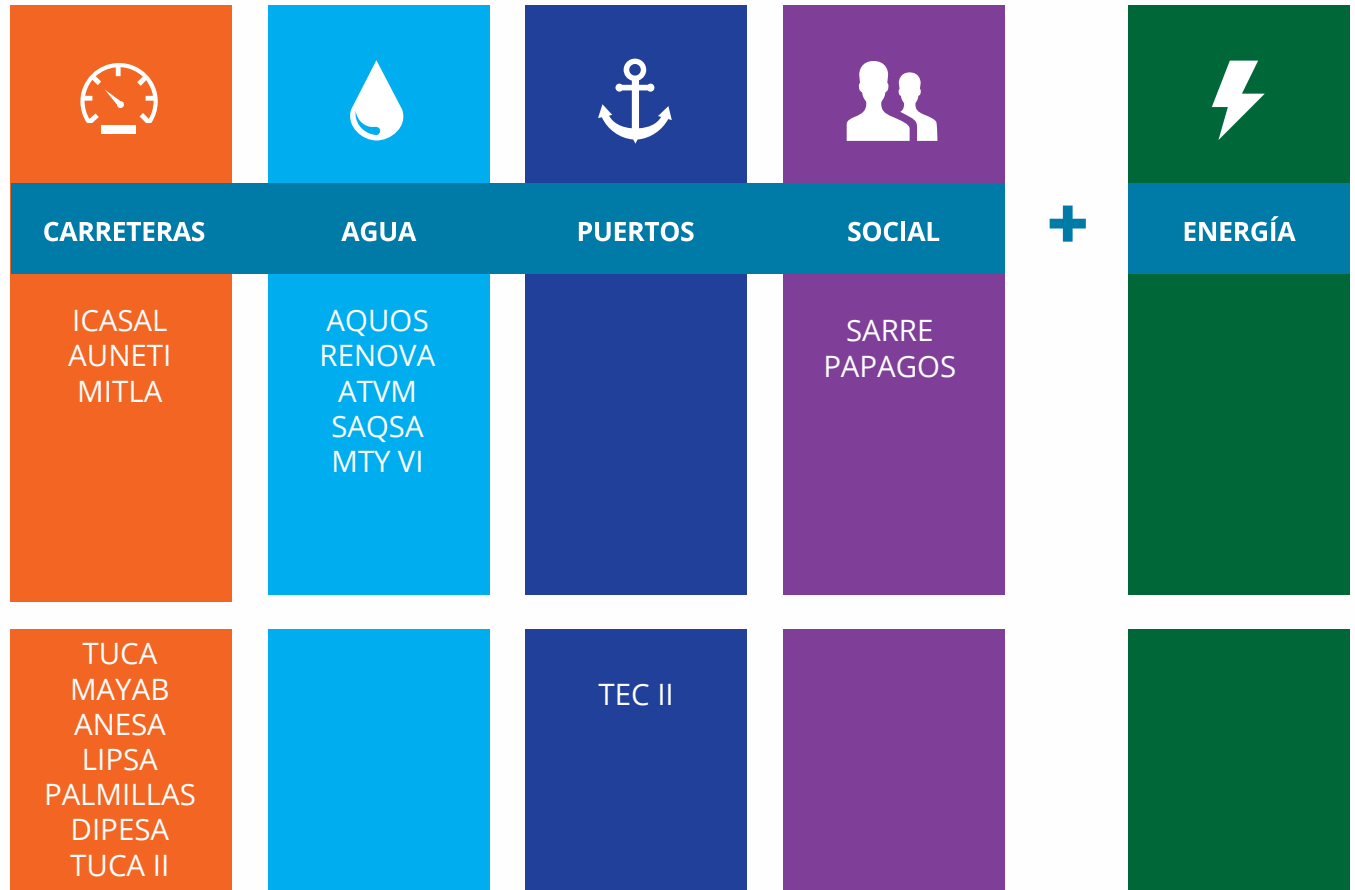 CARRETERAS
AGUA
PUERTOS
SOCIAL
+
ENERGÍA
ICASAL
AUNETI
MITLA
AQUOS
RENOVA
ATVM
SAQSA
MTY VI
SARRE
PAPAGOS
TUCA
MAYAB
ANESA
LIPSA
PALMILLAS
DIPESA
TUCA II
TEC II